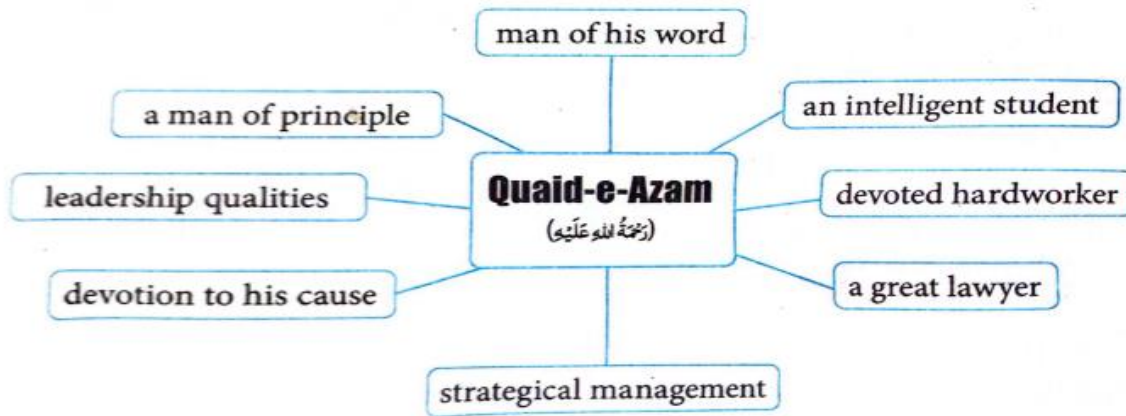 man of his word
a man of principle
an intelligent student
leadership qualities
Quaid-e-Azam
(رَحْمَةُ اللهِ عَلَيْهِ)
devoted hardworker
devotion to his cause
a great lawyer
strategical management